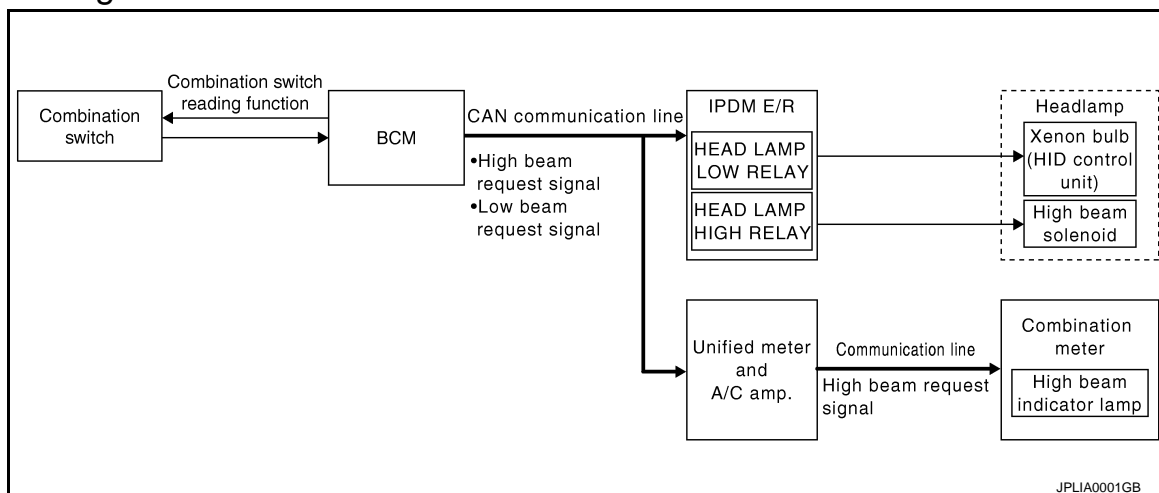 Combination switch
reading function
Combination
switch
BCM
CAN communication line
•High beam
request signal
•Low beam
request signal
IPDM E/R
HEAD LAMP
LOW RELAY
HEAD LAMP
HIGH RELAY
Headlamp
Xenon bulb
(HID control
unit)
High beam
solenoid
Unified meter
and
A/C amp.
Communication line
High beam request
signal
Combination
meter
High beam
indicator lamp
JPLIA0001GB